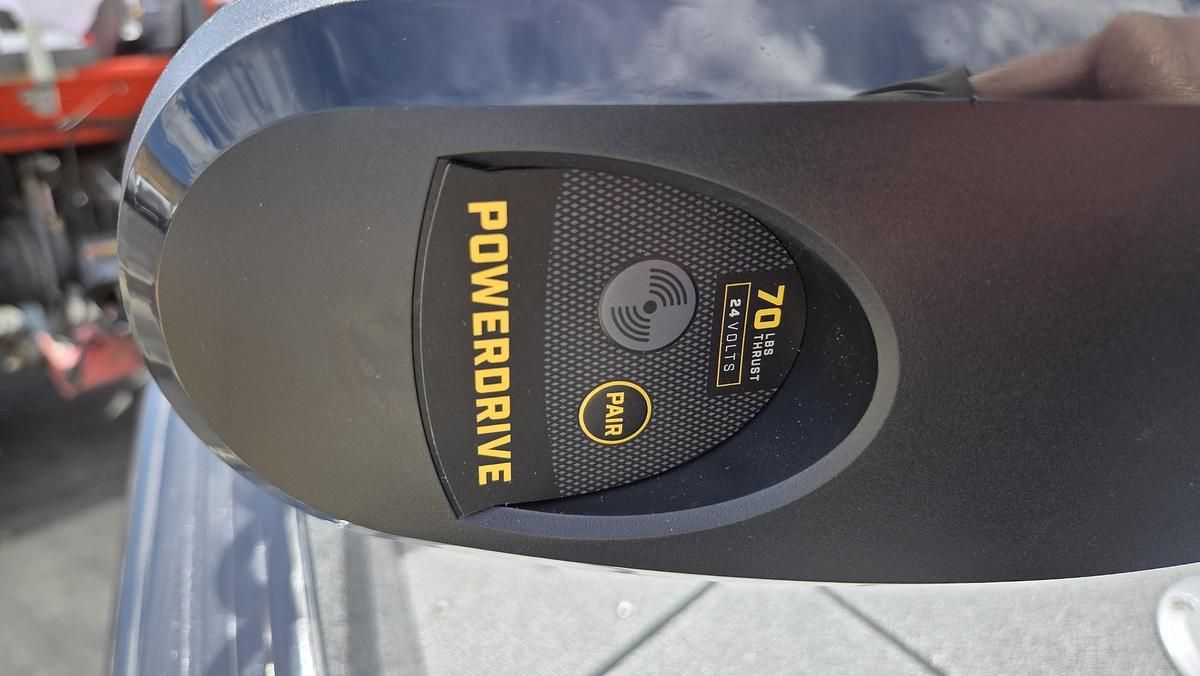 70 LBS
THRUST
24 VOLTS
PAIR
POWERDRIVE